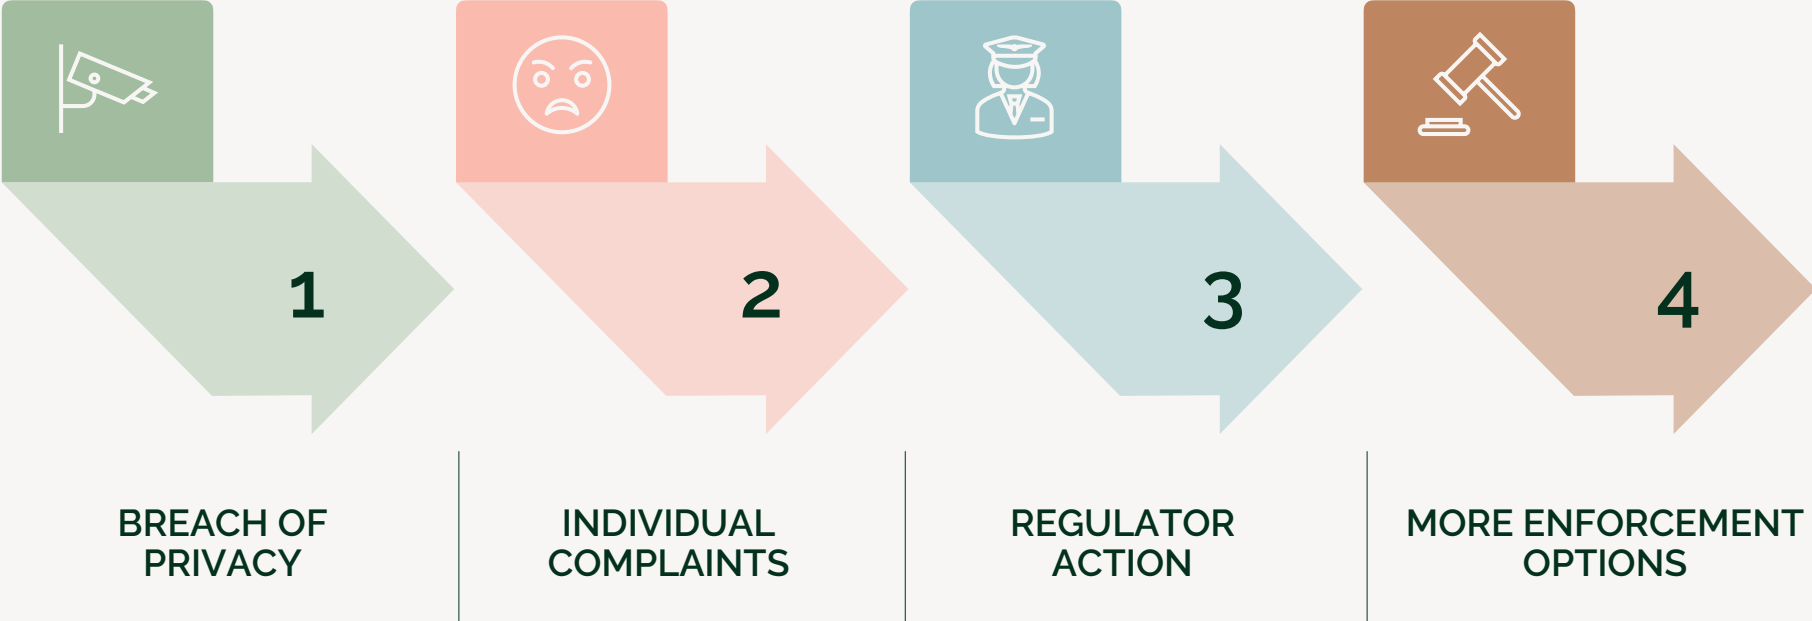 1
2
3
4
BREACH OF
PRIVACY
INDIVIDUAL
COMPLAINTS
REGULATOR
ACTION
MORE ENFORCEMENT
OPTIONS